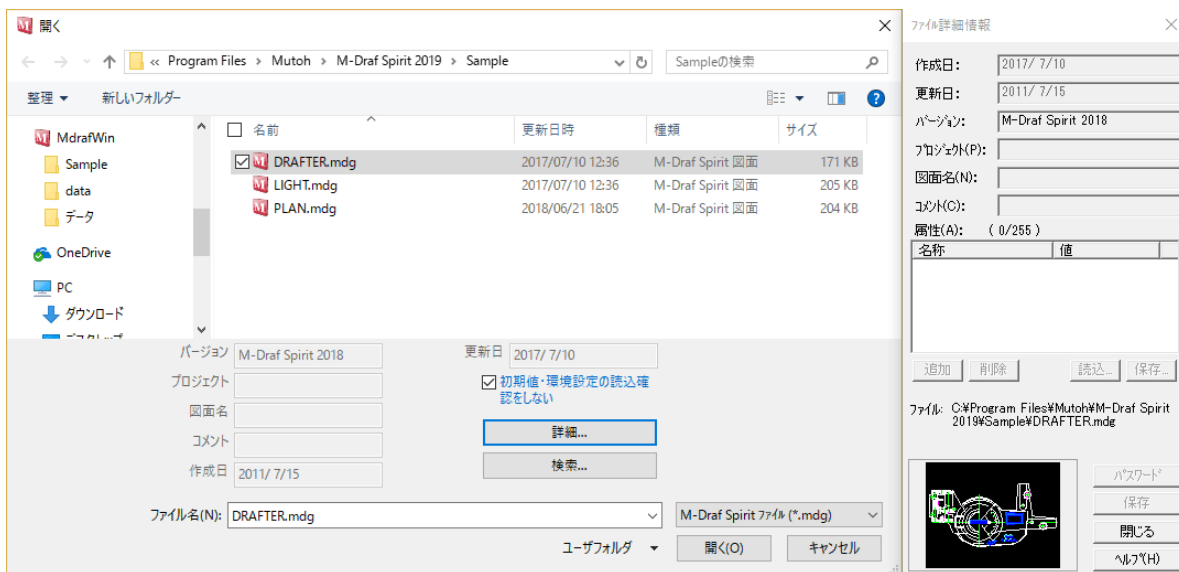 開く
« Program Files › Mutoh › M-Draf Spirit 2019 › Sample
Sampleの検索
整理
新しいフォルダー
MdrafWin
Sample
data
データ
OneDrive
PC
ダウンロード
名前 更新日時 種類 サイズ
DRAFTER.mdg 2017/07/10 12:36 M-Draf Spirit 図面 171 KB
LIGHT.mdg 2017/07/10 12:36 M-Draf Spirit 図面 205 KB
PLAN.mdg 2018/06/21 18:05 M-Draf Spirit 図面 204 KB
バージョン M-Draf Spirit 2018
プロジェクト
図面名
コメント
作成日 2011/ 7/15
更新日 2017/ 7/10
初期値・環境設定の読込確
認をしない
詳細...
検索...
ファイル名(N): DRAFTER.mdg
M-Draf Spirit ファイル (*.mdg)
ユーザフォルダ
開く(O)
キャンセル
ファイル詳細情報
作成日: 2017/ 7/10
更新日: 2011/ 7/15
バージョン: M-Draf Spirit 2018
プロジェクト(P):
図面名(N):
コメント(C):
属性(A): ( 0/255 )
名称 値
追加 削除 読込... 保存...
ファイル: C:¥Program Files¥Mutoh¥M-Draf Spirit
2019¥Sample¥DRAFTER.mdg
パスワード
保存
閉じる
ヘルプ(H)